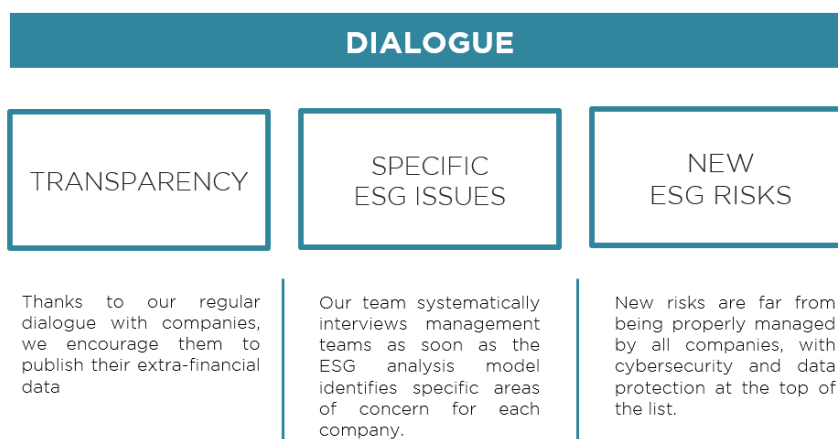 DIALOGUE
TRANSPARENCY
SPECIFIC
ESG ISSUES
NEW
ESG RISKS
Thanks to our regular
dialogue with companies,
we encourage them to
publish their extra-financial
data
Our team systematically
interviews management
teams as soon as the
ESG analysis model
identifies specific areas
of concern for each
company.
New risks are far from
being properly managed
by all companies, with
cybersecurity and data
protection at the top of
the list.